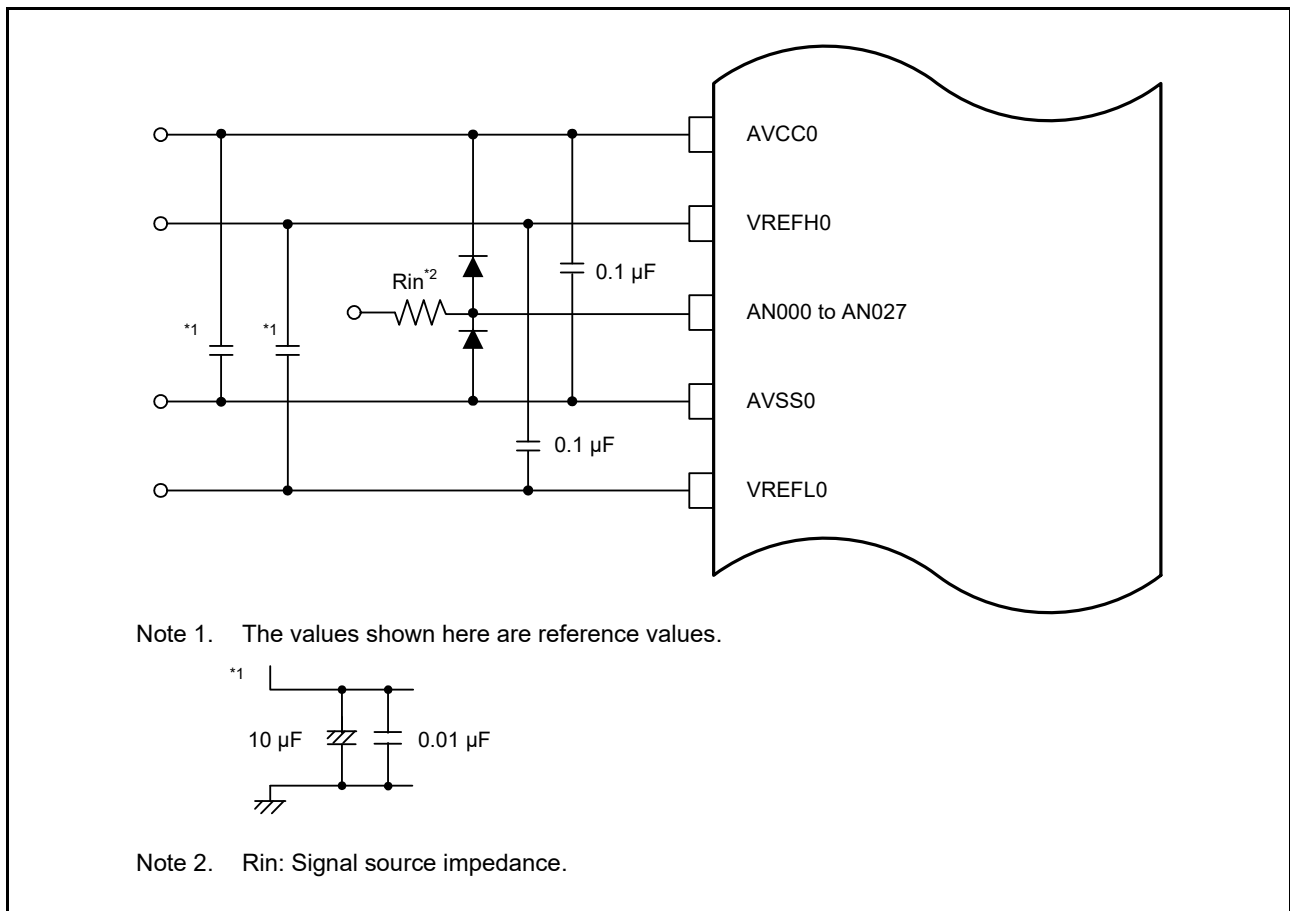 AVCC0
VREFH0
Rin*2
0.1 µF
AN000 to AN027
*1
*1
AVSS0
0.1 µF
VREFL0
Note 1. The values shown here are reference values.
*1
10 µF
0.01 µF
Note 2. Rin: Signal source impedance.